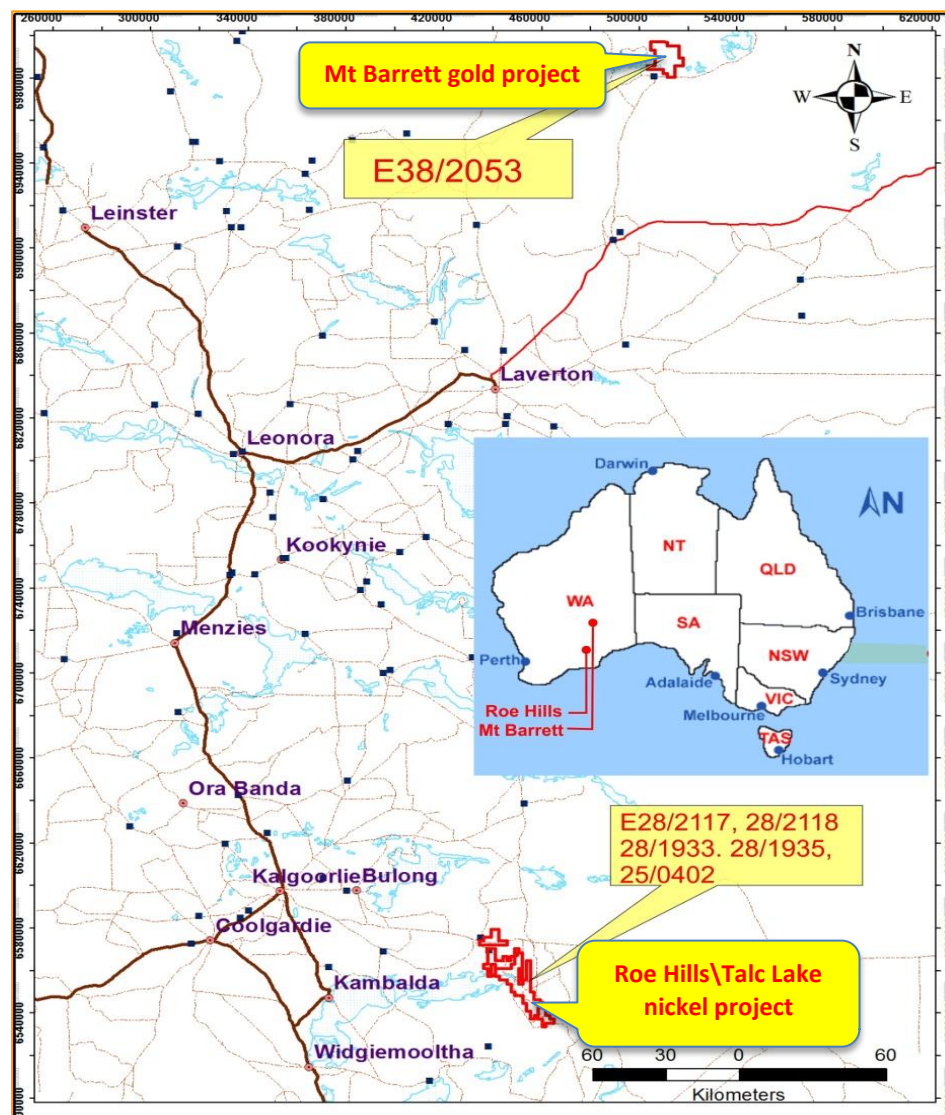 260000 300000 340000 380000 420000 460000 500000 540000 580000 620000
Mt Barrett gold project
N
W E
S
E38/2053
Leinster
Laverton
Leonora
Kookynie
Menzies
Ora Banda
Kalgoorlie Bulong
Coolgardie
Kambalda
Widgiemooltha
Darwin
N
NT
QLD
WA
SA
Brisbane
NSW
Perth
Adalaide
Sydney
VIC
Melbourne
Roe Hills
Mt Barrett
TAS
Hobart
E28/2117, 28/2118
28/1933. 28/1935,
25/0402
Roe Hills\Talc Lake
nickel project
60 30 0 60
Kilometers